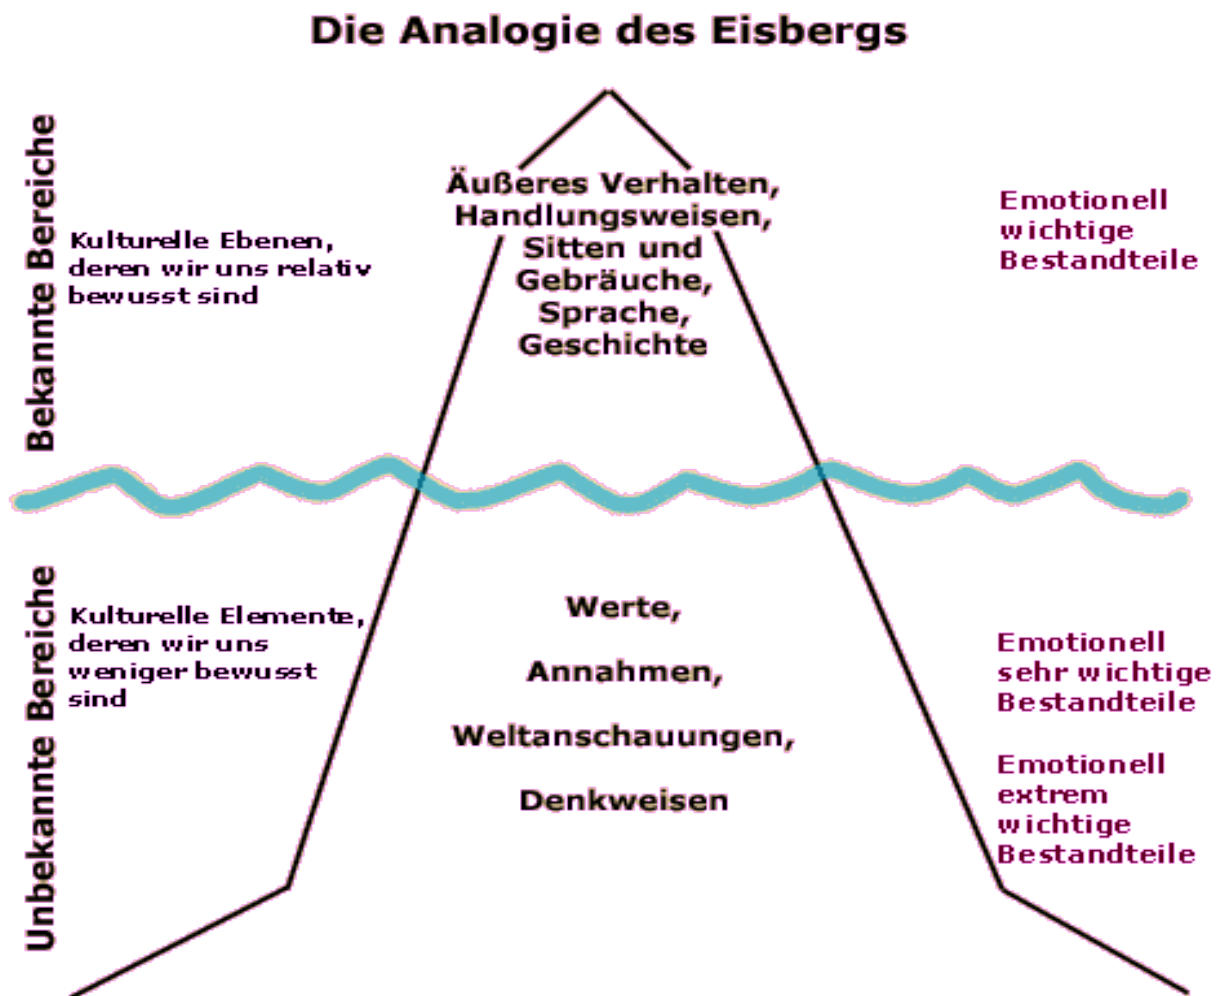 Die Analogie des Eisbergs
Bekannte Bereiche
Kulturelle Ebenen,
deren wir uns relativ
bewusst sind
Äußeres Verhalten,
Handlungsweisen,
Sitten und
Gebräuche,
Sprache,
Geschichte
Emotionell
wichtige
Bestandteile
Unbekannte Bereiche
Kulturelle Elemente,
deren wir uns
weniger bewusst
sind
Werte,
Annahmen,
Weltanschauungen,
Denkweisen
Emotionell
sehr wichtige
Bestandteile
Emotionell
extrem
wichtige
Bestandteile